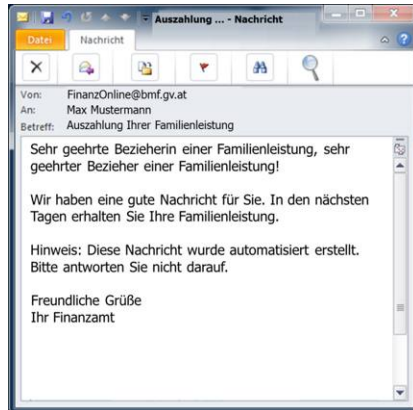 Auszahlung ... - Nachricht
Datei
Nachricht
Von: FinanzOnline@bmf.gv.at
An: Max Mustermann
Betreff: Auszahlung Ihrer Familienleistung
Sehr geehrte Bezieherin einer Familienleistung, sehr
geehrter Bezieher einer Familienleistung!
Wir haben eine gute Nachricht für Sie. In den nächsten
Tagen erhalten Sie Ihre Familienleistung.
Hinweis: Diese Nachricht wurde automatisiert erstellt.
Bitte antworten Sie nicht darauf.
Freundliche Grüße
Ihr Finanzamt